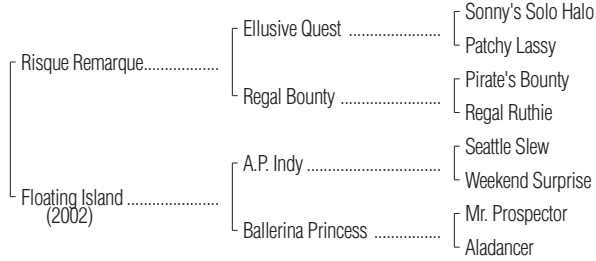 Sonny's Solo Halo
Ellusive Quest ....................
Patchy Lassy
Risque Remarque...................
Pirate's Bounty
Regal Bounty ......................
Regal Ruthie
Seattle Slew
A.P. Indy .............................
Weekend Surprise
Floating Island ....................
(2002)
Mr. Prospector
Ballerina Princess ...............
Aladancer